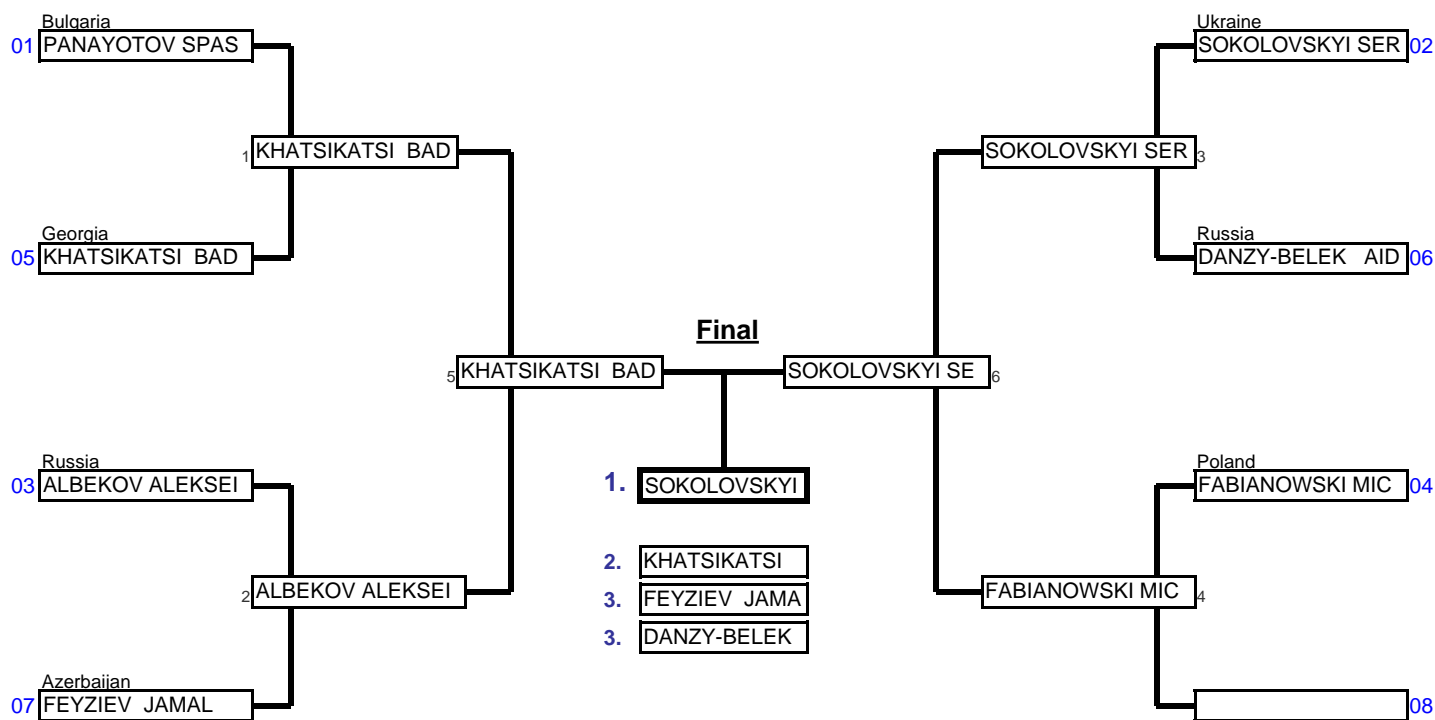 Bulgaria
01 PANAYOTOV SPAS
Ukraine
SOKOLOVSKYI SER 02
1 KHATSIKATSI BAD
SOKOLOVSKYI SER 3
Georgia
05 KHATSIKATSI BAD
Russia
DANZY-BELEK AID 06
Final
5 KHATSIKATSI BAD
SOKOLOVSKYI SE 6
Russia
03 ALBEKOV ALEKSEI
1. SOKOLOVSKYI
Poland
FABIANOWSKI MIC 04
2. KHATSIKATSI
2 ALBEKOV ALEKSEI
3. FEYZIEV JAMA
FABIANOWSKI MIC 4
3. DANZY-BELEK
Azerbaijan
07 FEYZIEV JAMAL
08